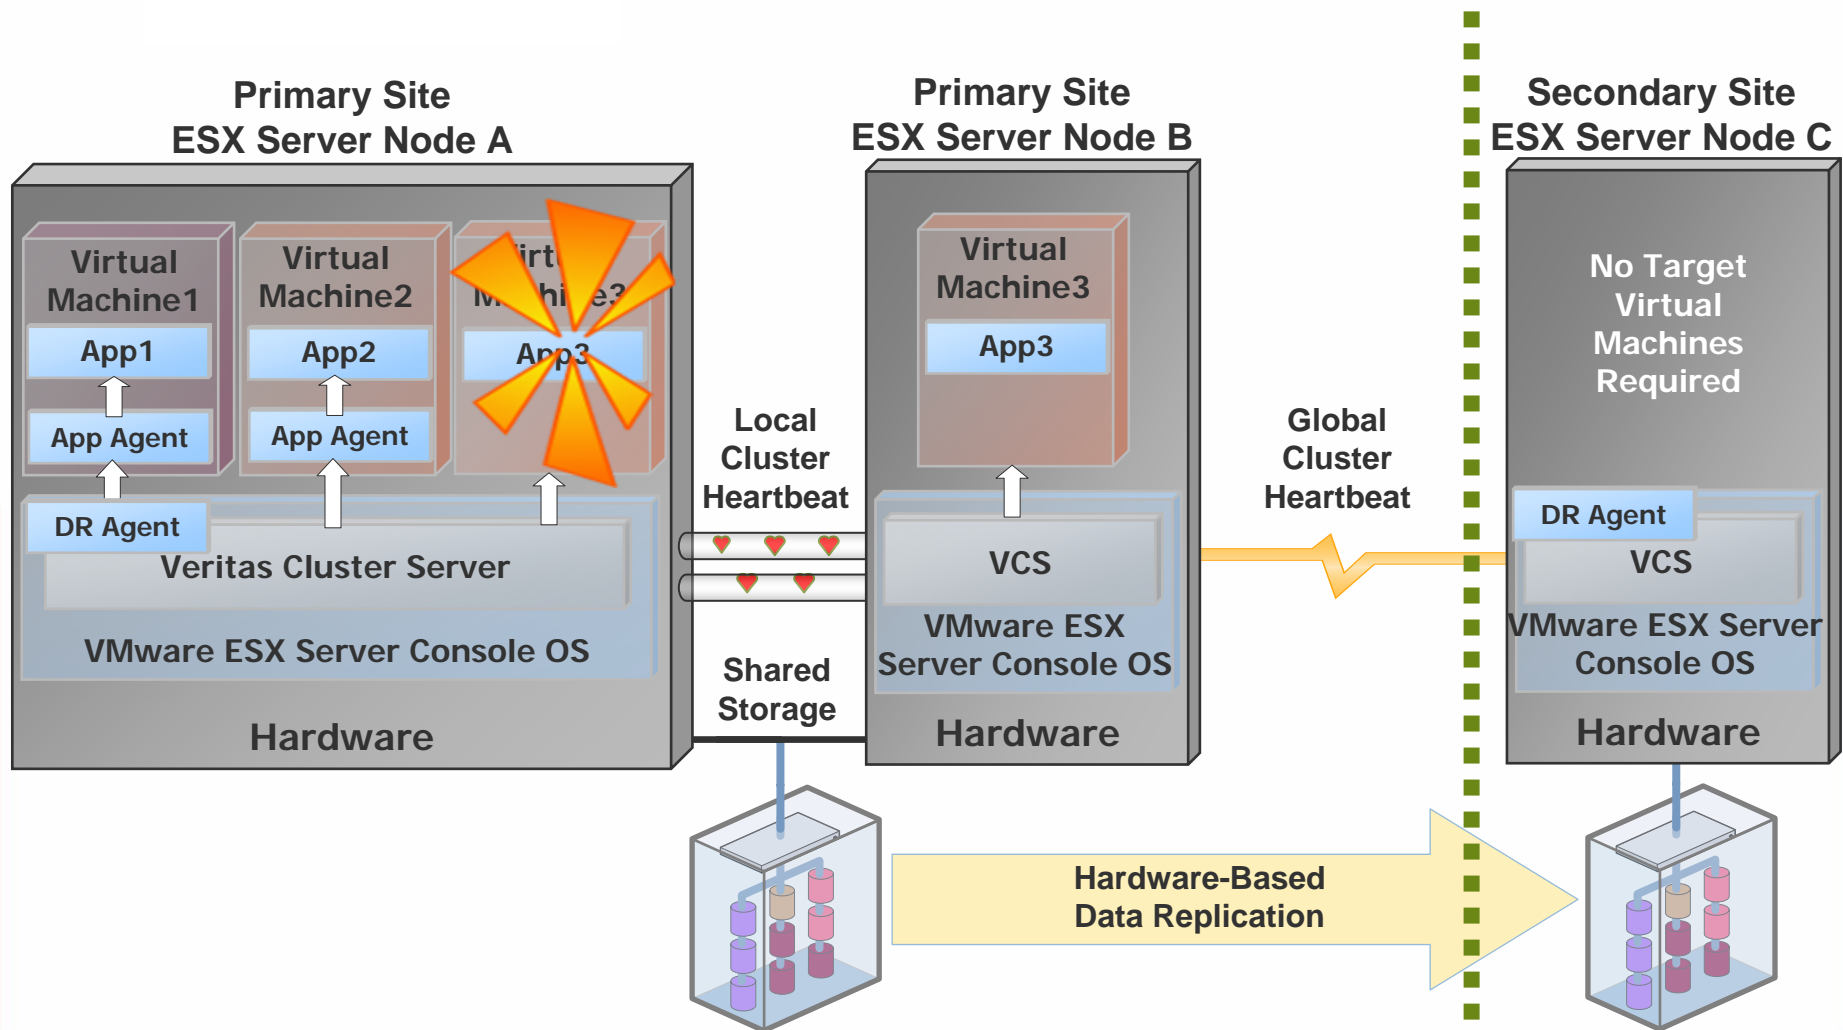 Primary Site
ESX Server Node A
Virtual
Machine1
App1
App Agent
DR Agent
Virtual
Machine2
App2
App Agent
Machine3
App3
Veritas Cluster Server
VMware ESX Server Console OS
Hardware
Local
Cluster
Heartbeat
Shared
Storage
Primary Site
ESX Server Node B
Virtual
Machine3
App3
VCS
VMware ESX
Server Console OS
Hardware
Global
Cluster
Heartbeat
Secondary Site
ESX Server Node C
No Target
Virtual
Machines
Required
DR Agent
VCS
VMware ESX Server
Console OS
Hardware
Hardware-Based
Data Replication